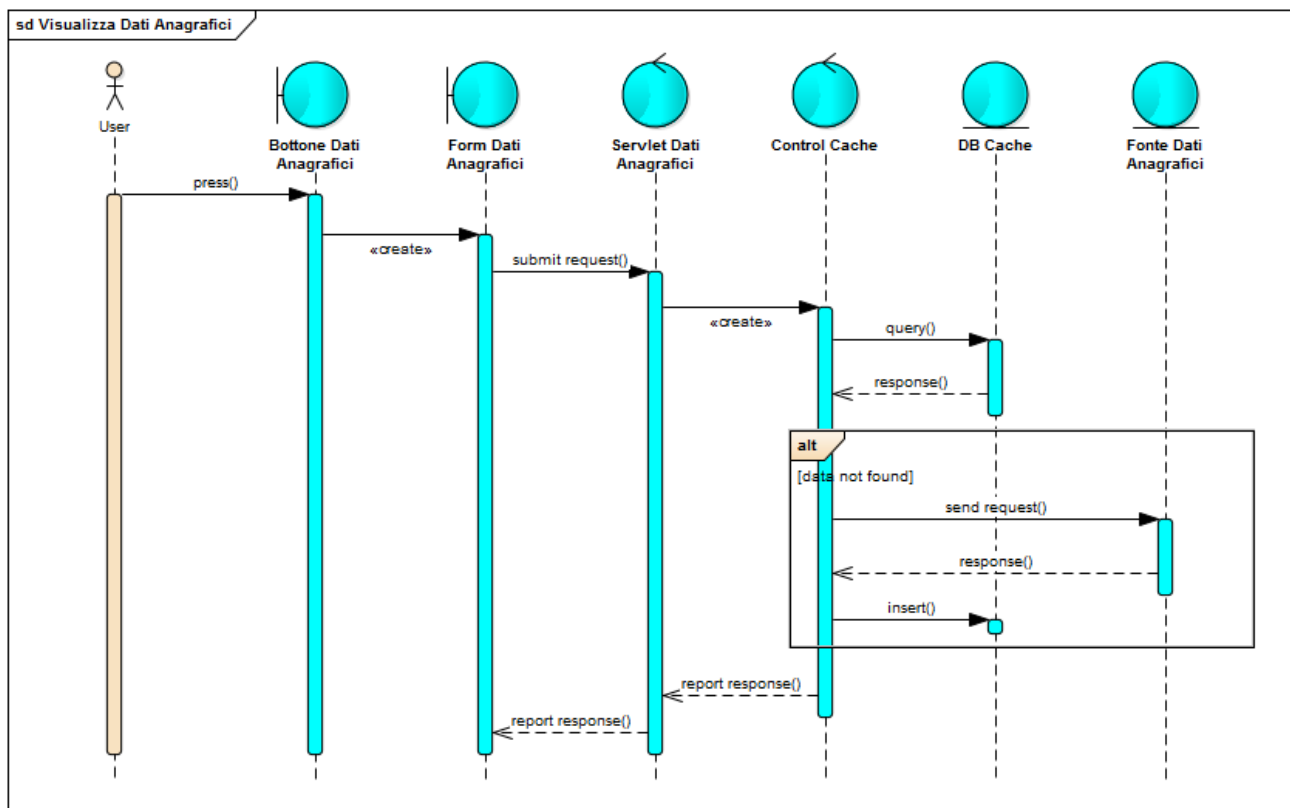 sd Visualizza Dati Anagrafici
User
Bottone Dati
Anagrafici
Form Dati
Anagrafici
Servlet Dati
Anagrafici
Control Cache
DB Cache
Fonte Dati
Anagrafici
press()
«create»
submit request()
«create»
query()
response()
alt
[data not found]
send request()
response()
insert()
report response()
report response()